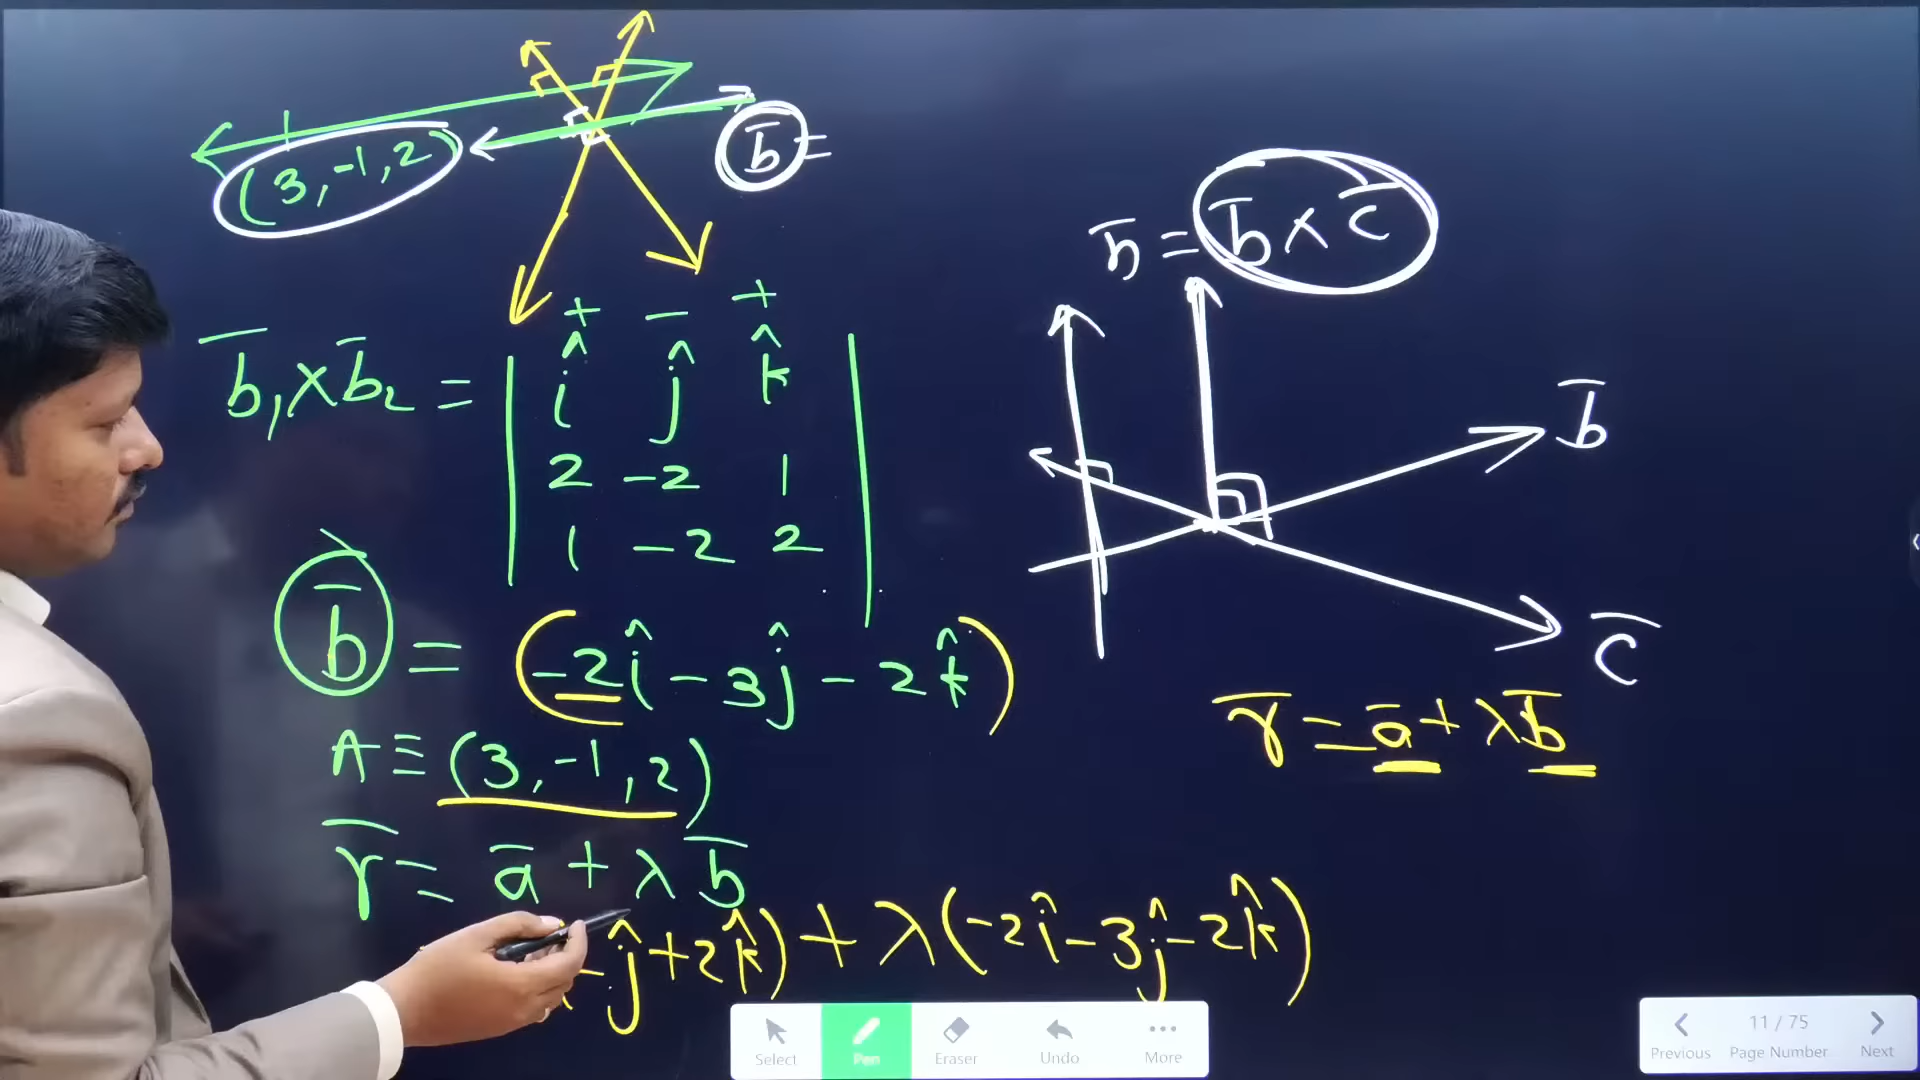 (3,-1,2)
b̄ =
n̄ = b̄ × c̄
+ - +
b̄₁ × b̄₂ = | î ĵ k̂ |
2 -2 1
1 -2 2
b̄
c̄
b̄ = (-2î - 3ĵ - 2k̂)
r̄ = ā + λb̄
A ≡ (3,-1,2)
r̄ = ā + λb̄
-ĵ + 2k̂) + λ(-2î - 3ĵ - 2k̂)
Select Pen Eraser Undo More
11 / 75
Previous Page Number Next